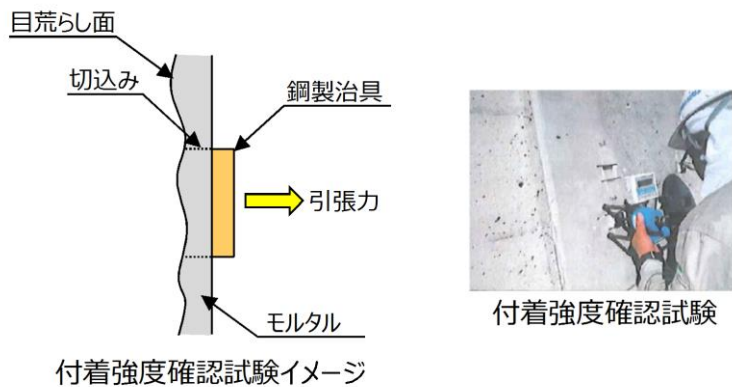 目荒らし面
切込み
鋼製治具
引張力
モルタル
付着強度確認試験イメージ
付着強度確認試験